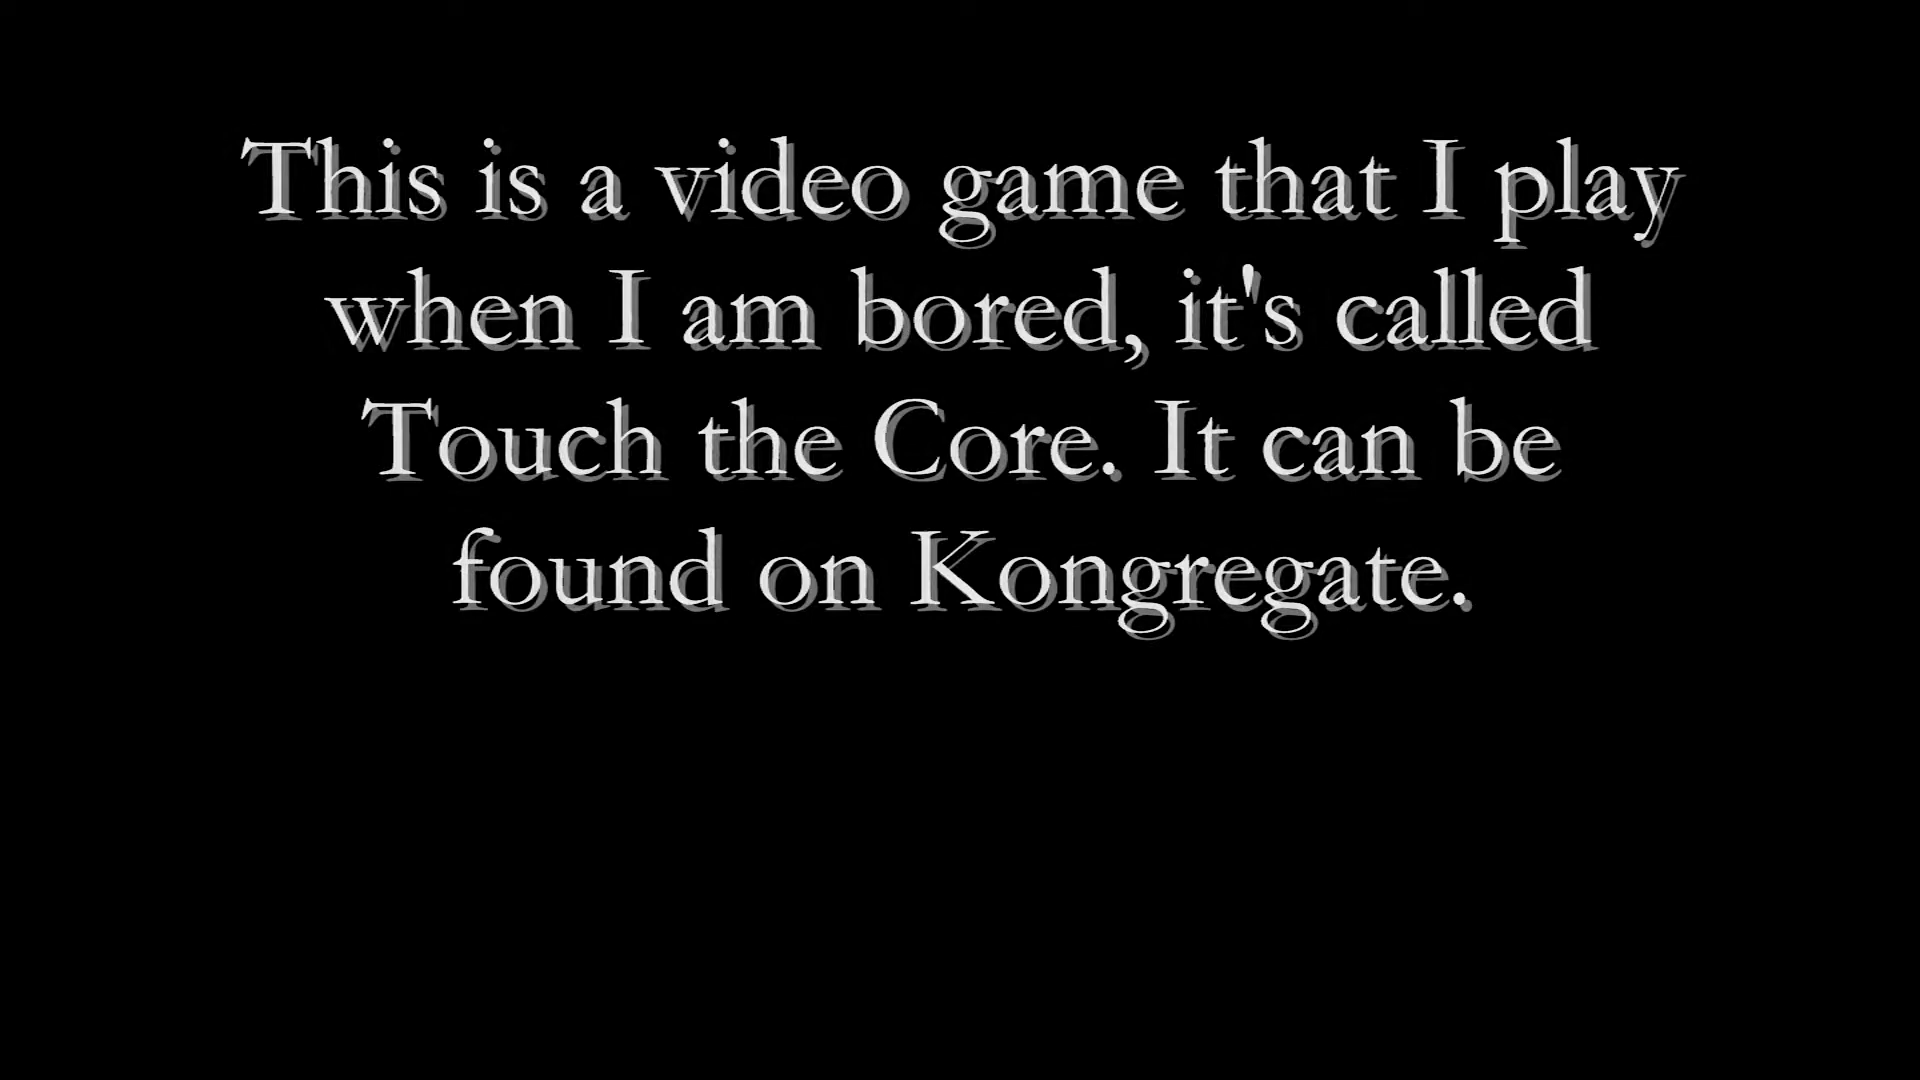 This is a video game that I play
when I am bored, it's called
Touch the Core. It can be
found on Kongregate.